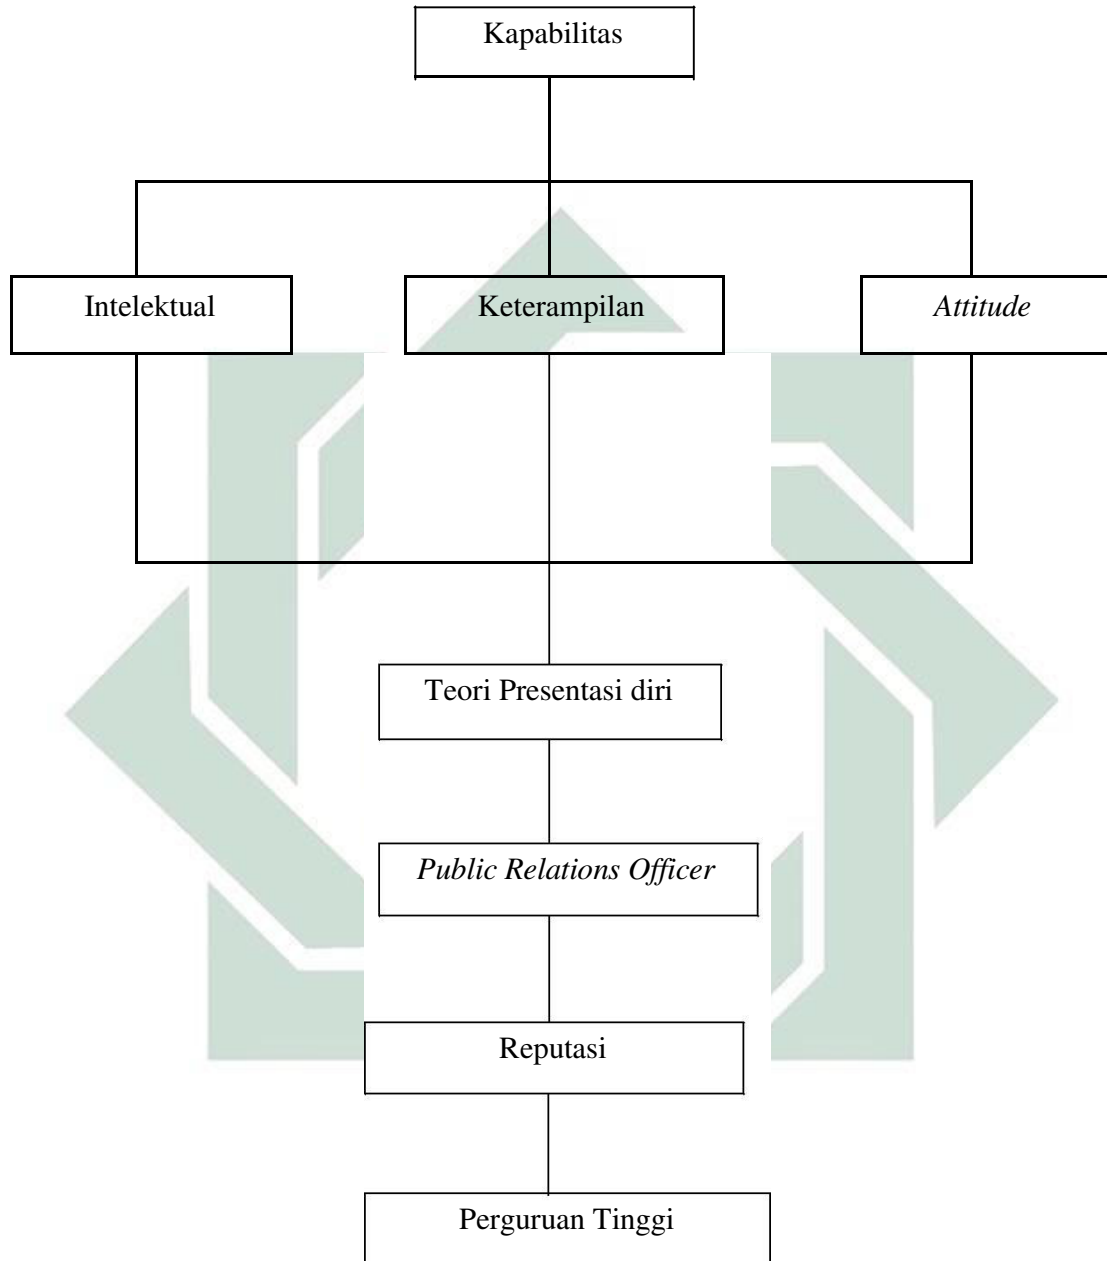 Kapabilitas
Intelektual
Keterampilan
Attitude
Teori Presentasi diri
Public Relations Officer
Reputasi
Perguruan Tinggi